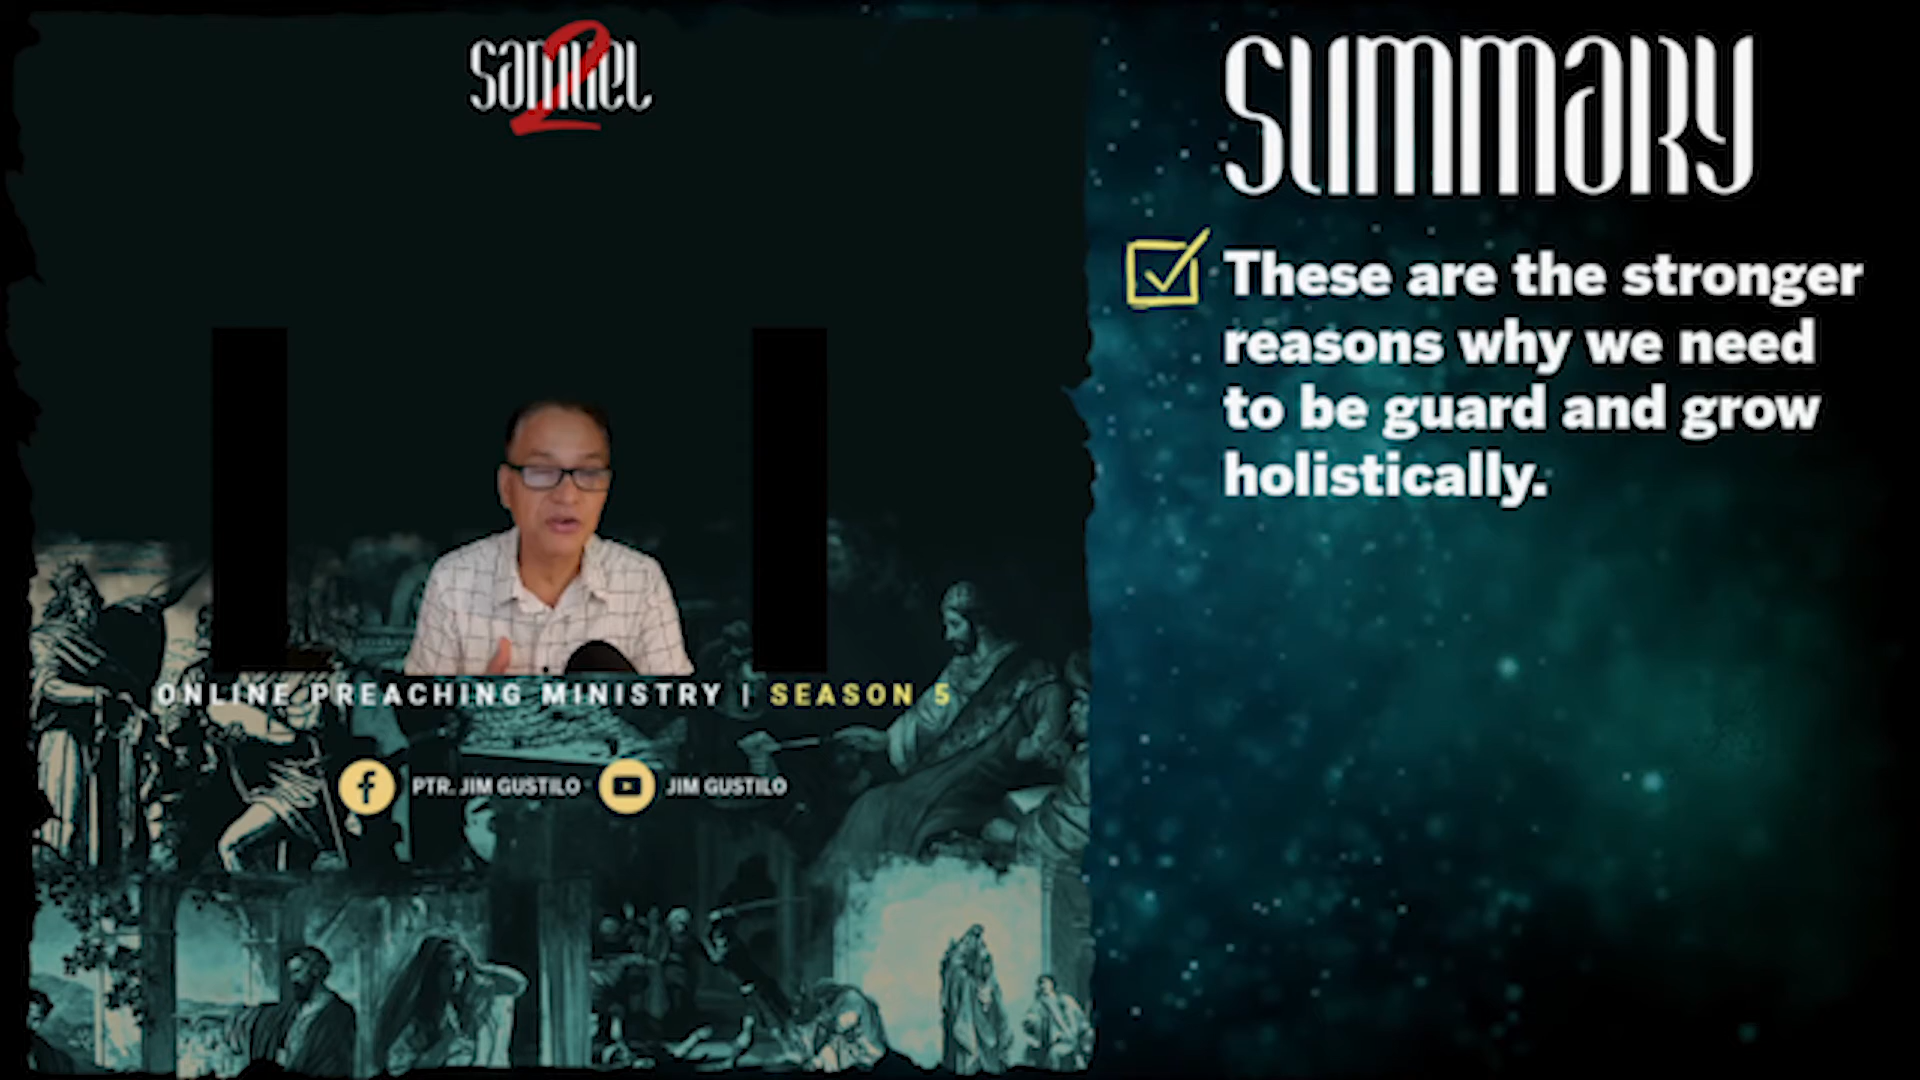 Samuel 2
ONLINE PREACHING MINISTRY | SEASON 5
PTR. JIM GUSTILO
JIM GUSTILO
SUMMARY
These are the stronger
reasons why we need
to be guard and grow
holistically.